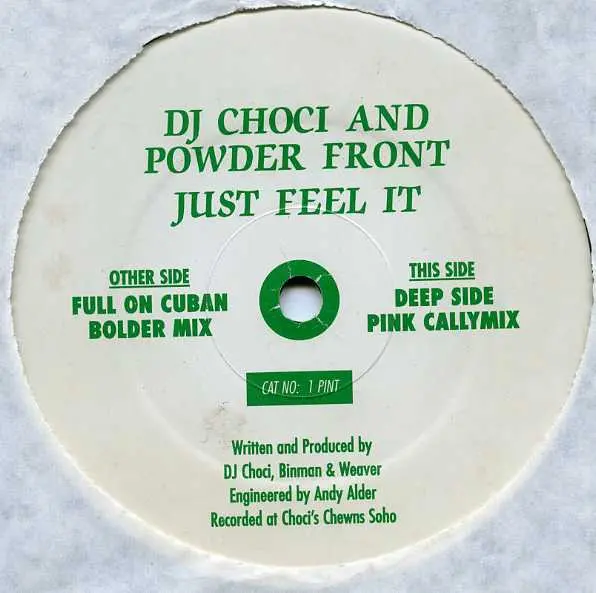 DJ CHOCI AND
POWDER FRONT
JUST FEEL IT
OTHER SIDE
FULL ON CUBAN
BOLDER MIX
THIS SIDE
DEEP SIDE
PINK CALLYMIX
CAT NO: 1 PINT
Written and Produced by
DJ Choci, Binman & Weaver
Engineered by Andy Alder
Recorded at Choci's Chewns Soho